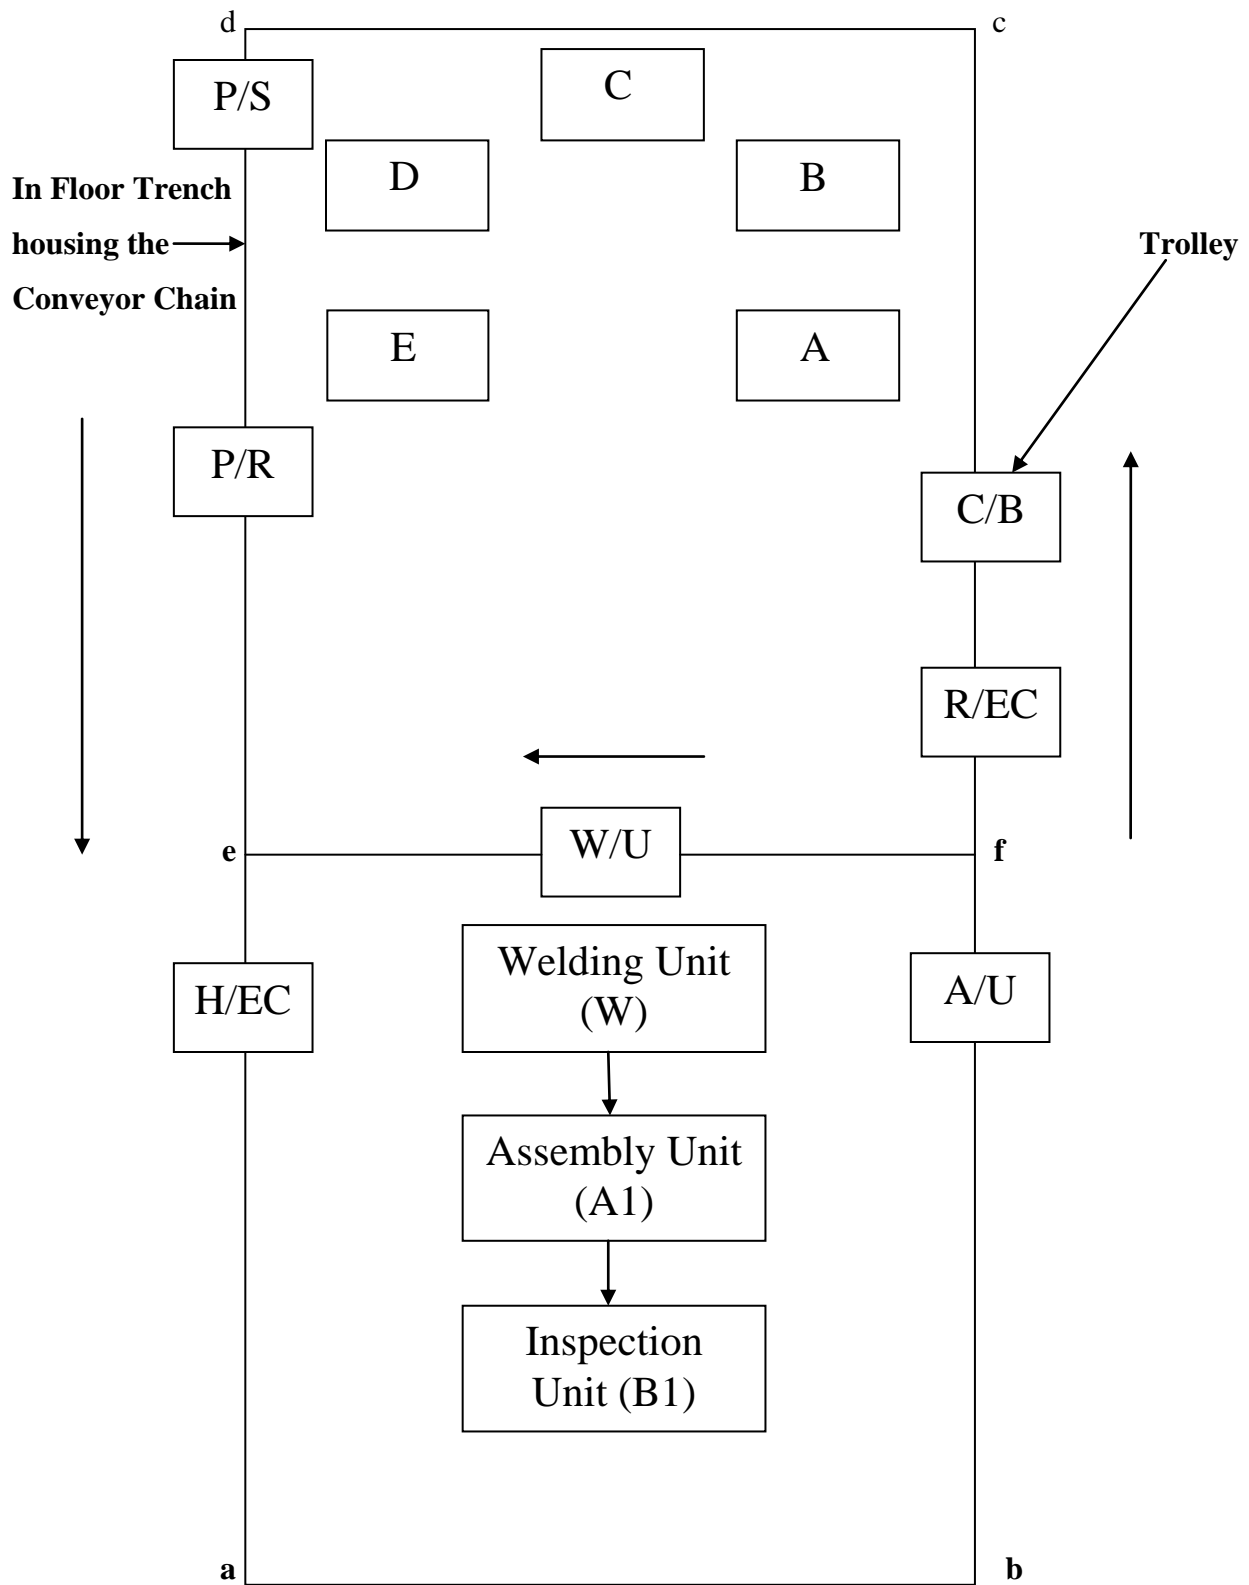 d
c
P/S
C
D
B
In Floor Trench
housing the
Conveyor Chain
Trolley
E
A
P/R
C/B
R/EC
W/U
e
f
H/EC
Welding Unit
(W)
A/U
Assembly Unit
(A1)
Inspection
Unit (B1)
a
b